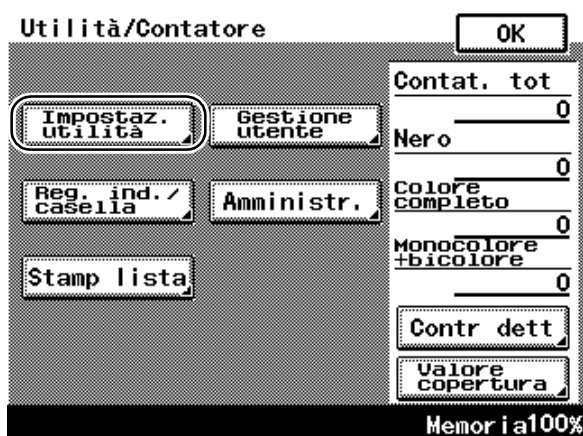 Utilità/Contatore
OK
Impostaz.
utilità
Gestione
utente
Reg. ind./
casella
Amministr.
Stamp lista
Contat. tot
0
Nero
0
Colore
completo
0
Monocolore
+bicolore
0
Contr dett
Valore
copertura
Memoria100%